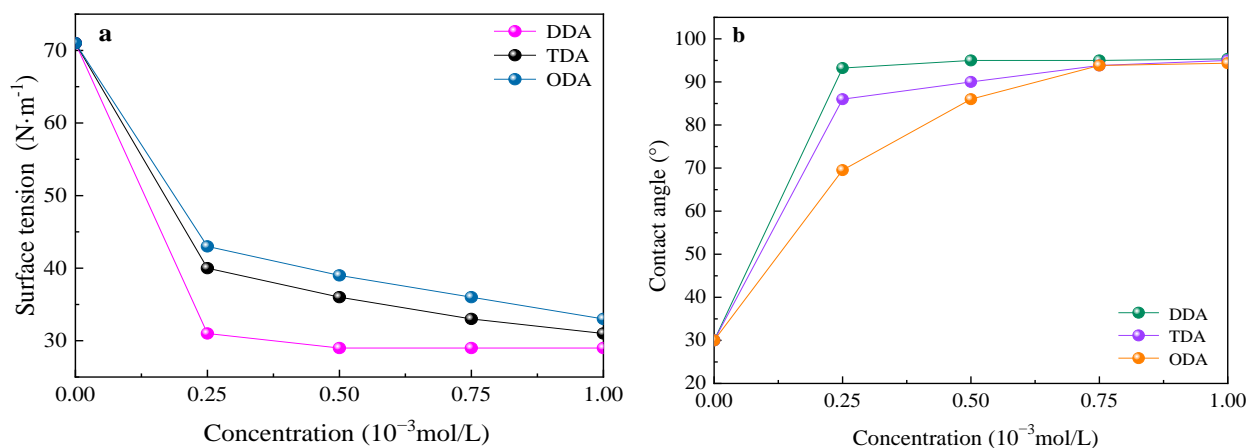 a
DDA
TDA
ODA
70
60
50
40
30
0.00 0.25 0.50 0.75 1.00
Surface tension (N·m⁻¹)
Concentration (10⁻³mol/L)
b
100
90
80
70
60
50
40
30
20
DDA
TDA
ODA
0.00 0.25 0.50 0.75 1.00
Contact angle (°)
Concentration (10⁻³mol/L)